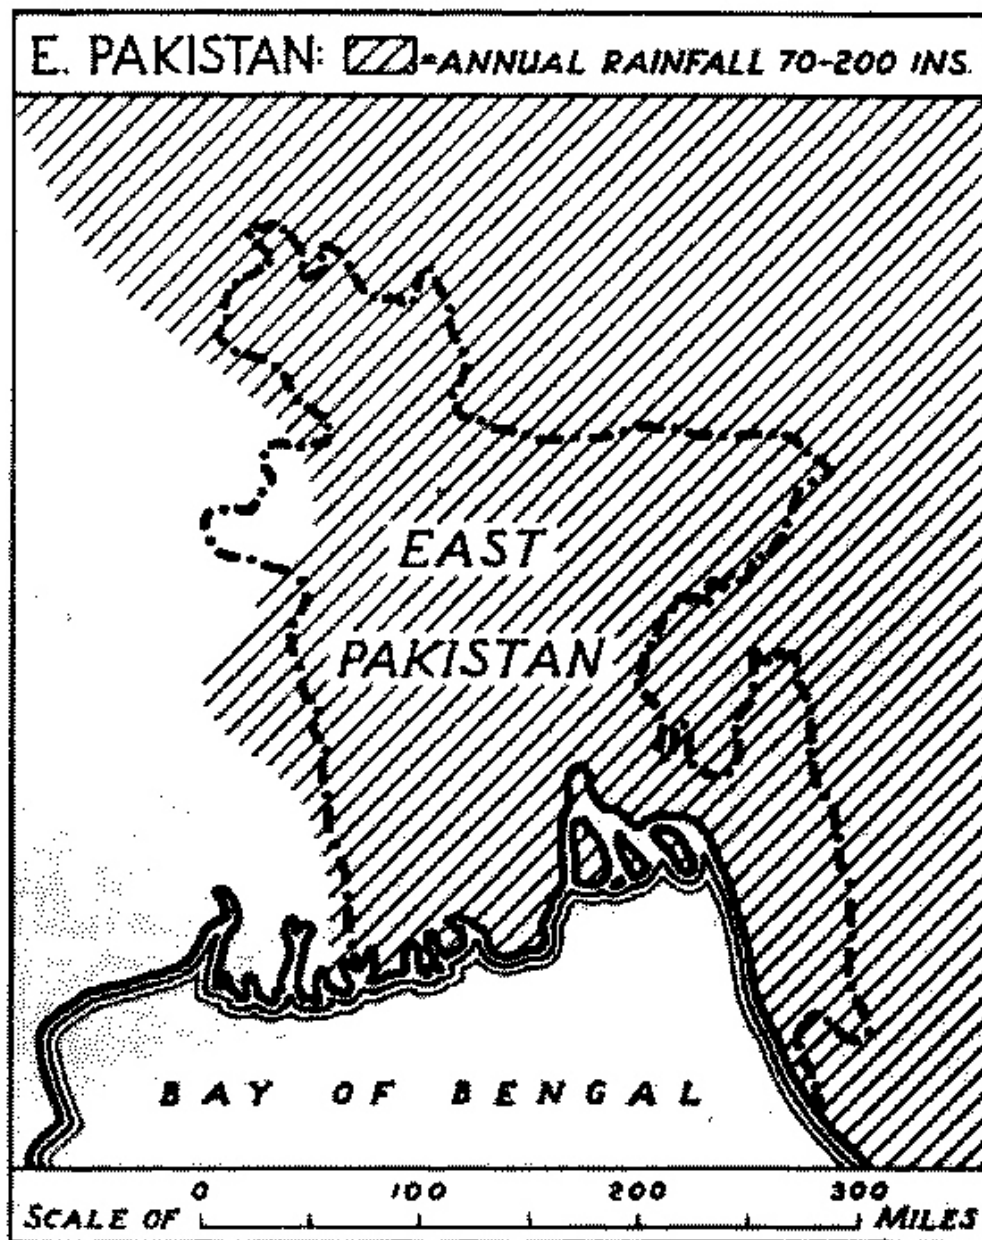 E. PAKISTAN: =ANNUAL RAINFALL 70-200 INS.
EAST
PAKISTAN
BAY OF BENGAL
0 100 200 300
SCALE OF MILES